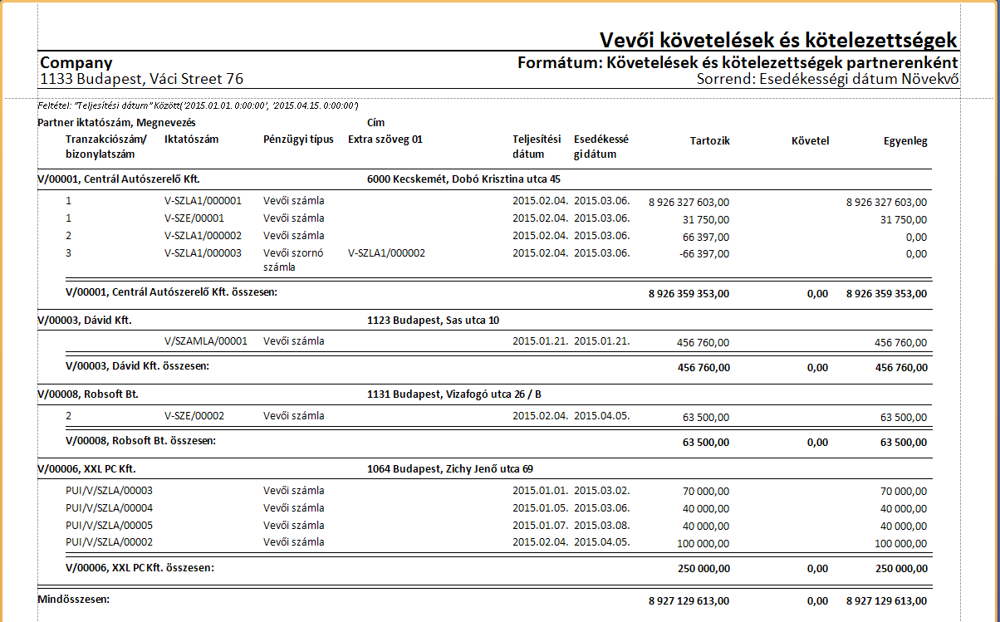 Vevői követelések és kötelezettségek
Company Formátum: Követelések és kötelezettségek partnerenként
1133 Budapest, Váci Street 76 Sorrend: Esedékességi dátum Növekvő
Feltétel: "Teljesítési dátum" Között('2015.01.01. 0:00:00', '2015.04.15. 0:00:00')
Partner iktatószám, Megnevezés Cím
Tranzakciószám/ Iktatószám Pénzügyi típus Extra szöveg 01 Teljesítési Esedékessé Tartozik Követel Egyenleg
bizonylatszám dátum gi dátum
V/00001, Centrál Autószerelő Kft. 6000 Kecskemét, Dobó Krisztina utca 45
1 V-SZLA1/000001 Vevői számla 2015.02.04. 2015.03.06. 8 926 327 603,00 8 926 327 603,00
1 V-SZE/00001 Vevői számla 2015.02.04. 2015.03.06. 31 750,00 31 750,00
2 V-SZLA1/000002 Vevői számla 2015.02.04. 2015.03.06. 66 397,00 0,00
3 V-SZLA1/000003 Vevői szornó V-SZLA1/000002 2015.02.04. 2015.03.06. -66 397,00 0,00
számla
V/00001, Centrál Autószerelő Kft. összesen: 8 926 359 353,00 0,00 8 926 359 353,00
V/00003, Dávid Kft. 1123 Budapest, Sas utca 10
V/SZAMLA/00001 Vevői számla 2015.01.21. 2015.01.21. 456 760,00 456 760,00
V/00003, Dávid Kft. összesen: 456 760,00 0,00 456 760,00
V/00008, Robsoft Bt. 1131 Budapest, Vizafogó utca 26 / B
2 V-SZE/00002 Vevői számla 2015.02.04. 2015.04.05. 63 500,00 63 500,00
V/00008, Robsoft Bt. összesen: 63 500,00 0,00 63 500,00
V/00006, XXL PC Kft. 1064 Budapest, Zichy Jenő utca 69
PUI/V/SZLA/00003 Vevői számla 2015.01.01. 2015.03.02. 70 000,00 70 000,00
PUI/V/SZLA/00004 Vevői számla 2015.01.05. 2015.03.06. 40 000,00 40 000,00
PUI/V/SZLA/00005 Vevői számla 2015.01.07. 2015.03.08. 40 000,00 40 000,00
PUI/V/SZLA/00002 Vevői számla 2015.02.04. 2015.04.05. 100 000,00 100 000,00
V/00006, XXL PC Kft. összesen: 250 000,00 0,00 250 000,00
Mindösszesen: 8 927 129 613,00 0,00 8 927 129 613,00